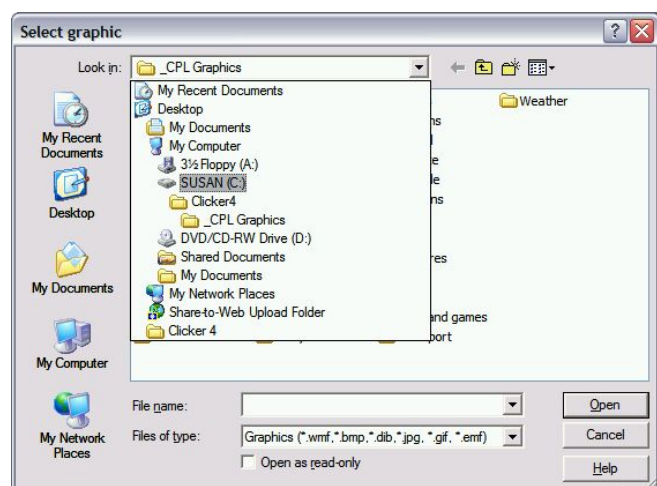 Select graphic
Look in:
_CPL Graphics
My Recent Documents
Desktop
My Documents
My Computer
3½ Floppy (A:)
SUSAN (C:)
Clicker4
_CPL Graphics
DVD/CD-RW Drive (D:)
Shared Documents
My Documents
My Network Places
Share-to-Web Upload Folder
Clicker 4
Weather
and games
My Recent
Documents
Desktop
My Documents
My Computer
My Network
Places
File name:
Files of type:
Graphics (*.wmf,*.bmp,*.dib,*.jpg, *.gif, *.emf)
Open as read-only
Open
Cancel
Help